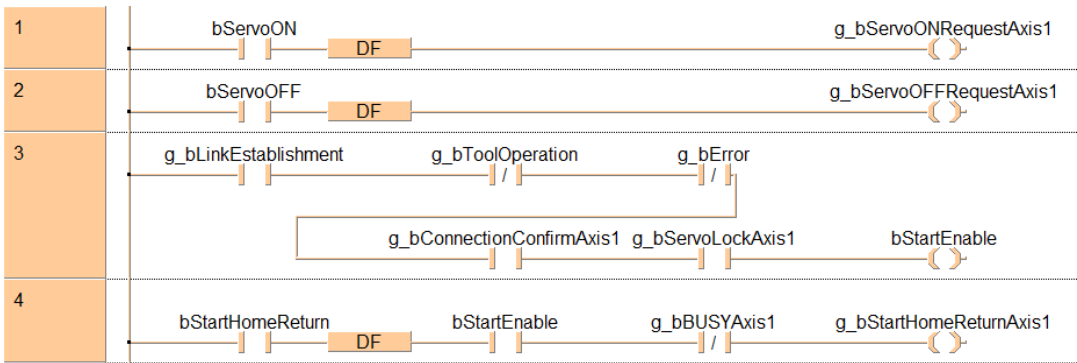 1
bServoON
g_bServoONRequestAxis1
DF
2
bServoOFF
g_bServoOFFRequestAxis1
DF
3
g_bLinkEstablishment g_bToolOperation g_bError
/ /
g_bConnectionConfirmAxis1 g_bServoLockAxis1 bStartEnable
4
bStartHomeReturn bStartEnable g_bBUSYAxis1 g_bStartHomeReturnAxis1
DF /